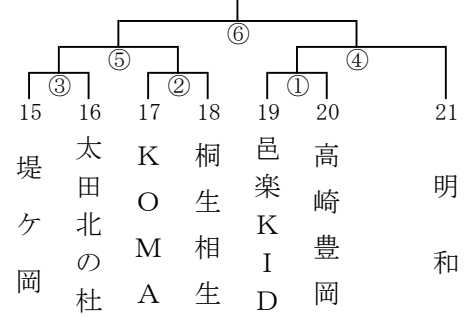 ⑥
⑤ ④
③ ② ①
15 16 17 18 19 20 21
堤ケ岡
太田北の杜
KOMA
桐生相生
邑楽KID
高崎豊岡
明和